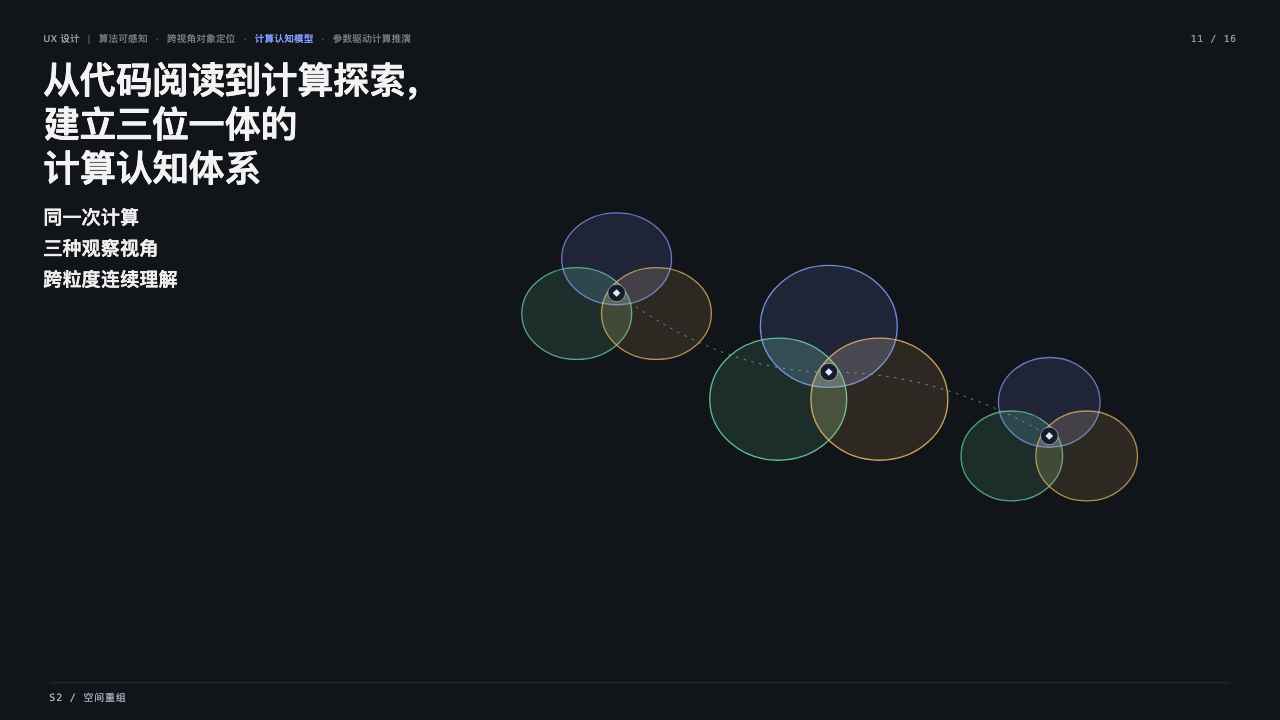 UX 设计 | 算法可感知 · 跨视角对象定位 · 计算认知模型 · 参数驱动计算推演
11 / 16
从代码阅读到计算探索，
建立三位一体的
计算认知体系
同一次计算
三种观察视角
跨粒度连续理解
S2 / 空间重组